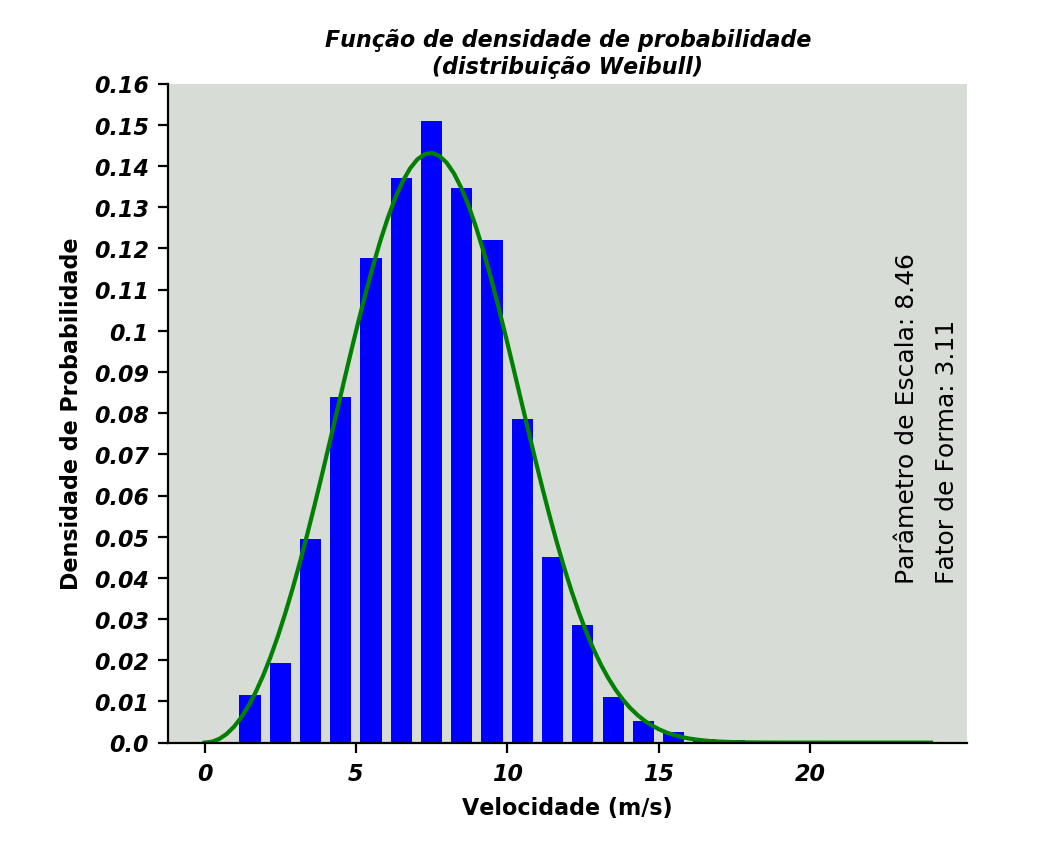 Função de densidade de probabilidade
(distribuição Weibull)
0.16
0.15
0.14
0.13
0.12
0.11
0.1
0.09
0.08
0.07
0.06
0.05
0.04
0.03
0.02
0.01
0.0
Densidade de Probabilidade
Parâmetro de Escala: 8.46
Fator de Forma: 3.11
0 5 10 15 20
Velocidade (m/s)